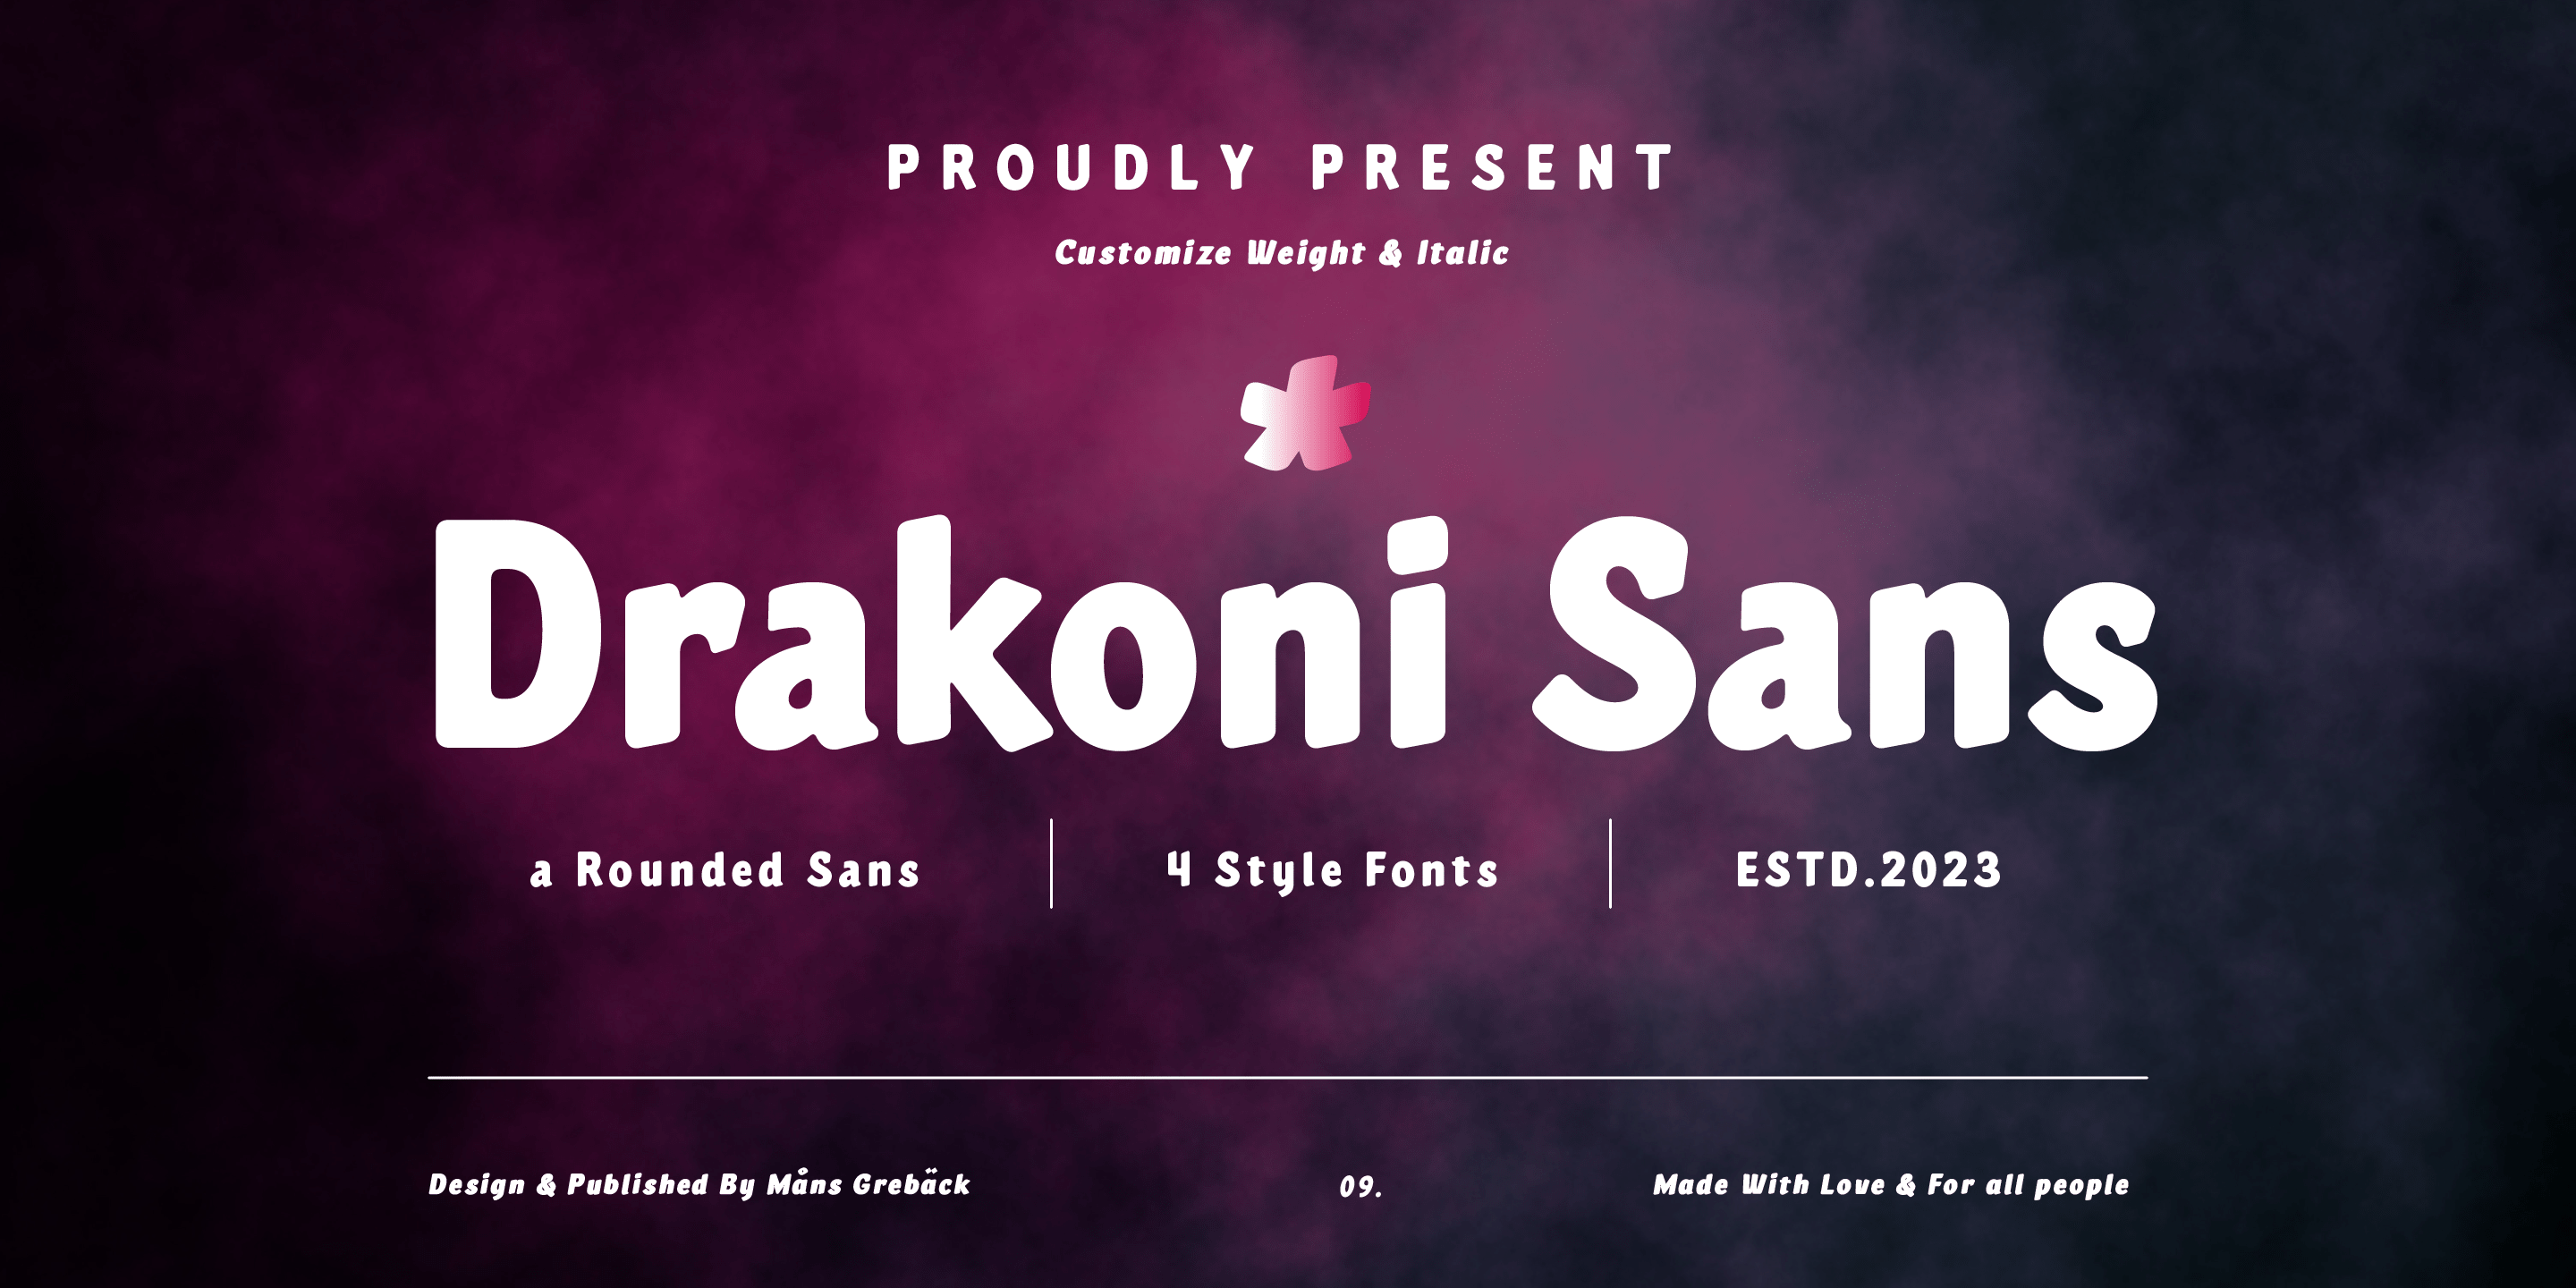 PROUDLY PRESENT
Customize Weight & Italic
*
Drakoni Sans
a Rounded Sans
4 Style Fonts
ESTD.2023
Design & Published By Måns Grebäck
09.
Made With Love & For all people